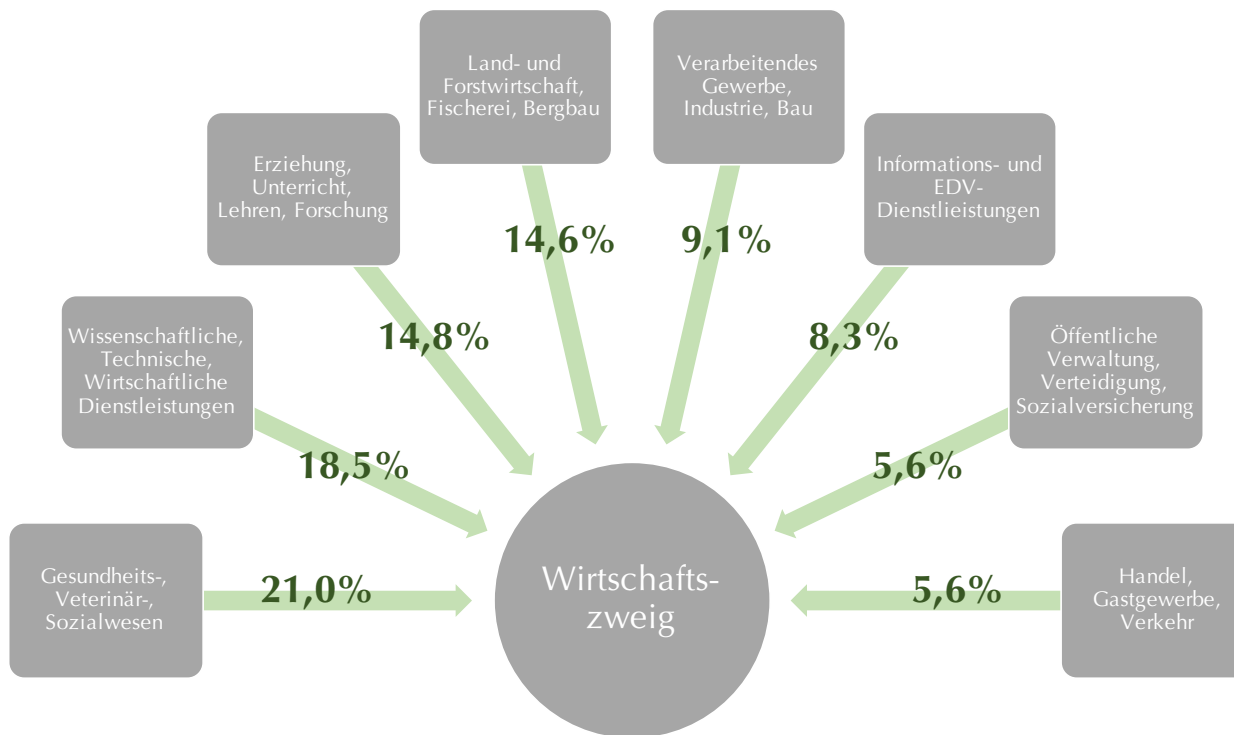 Land- und
Forstwirtschaft,
Fischerei, Bergbau
Verarbeitendes
Gewerbe,
Industrie, Bau
Erziehung,
Unterricht,
Lehren, Forschung
Informations- und
EDV-
Dienstlieistungen
14,6%
9,1%
Wissenschaftliche,
Technische,
Wirtschaftliche
Dienstleistungen
14,8%
8,3%
Öffentliche
Verwaltung,
Verteidigung,
Sozialversicherung
18,5%
5,6%
Gesundheits-,
Veterinär-,
Sozialwesen
21,0%
Wirtschafts-
zweig
5,6%
Handel,
Gastgewerbe,
Verkehr